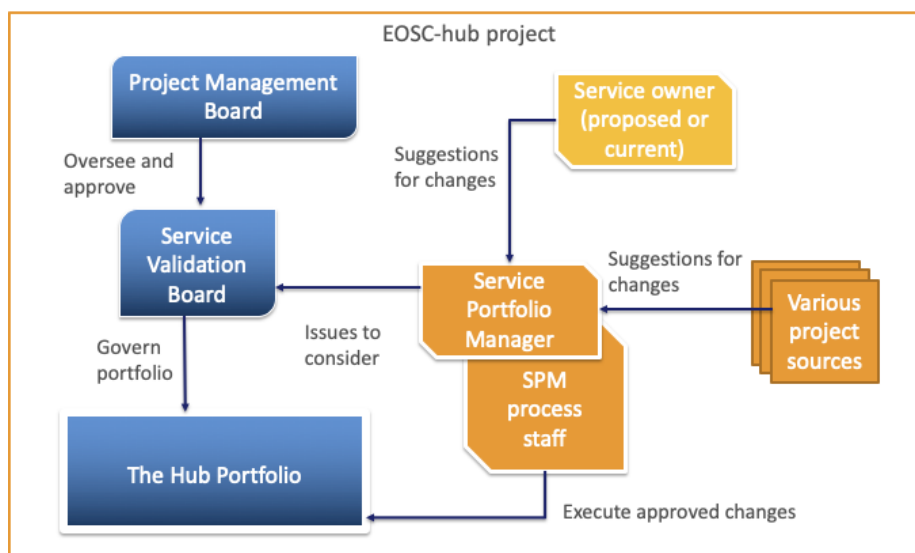 EOSC-hub project
Project Management
Board
Service owner
(proposed or
current)
Oversee and
approve
Suggestions
for changes
Service
Validation
Board
Suggestions for
changes
Service
Portfolio
Manager
Various
project
sources
Govern
portfolio
Issues to
consider
SPM
process
staff
The Hub Portfolio
Execute approved changes